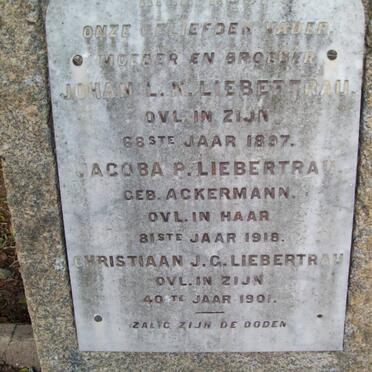 ONZE GELIEFDEN VADER,
MOEDER EN BROEDER
JOHAN L. N. LIEBERTRAU.
OVL. IN ZIJN
68STE JAAR 1897.
JACOBA P. LIEBERTRAU
GEB. ACKERMANN.
OVL. IN HAAR
81STE JAAR 1918.
CHRISTIAAN J. G. LIEBERTRAU
OVL. IN ZIJN
40TE JAAR 1901.
ZALIG ZIJN DE DODEN